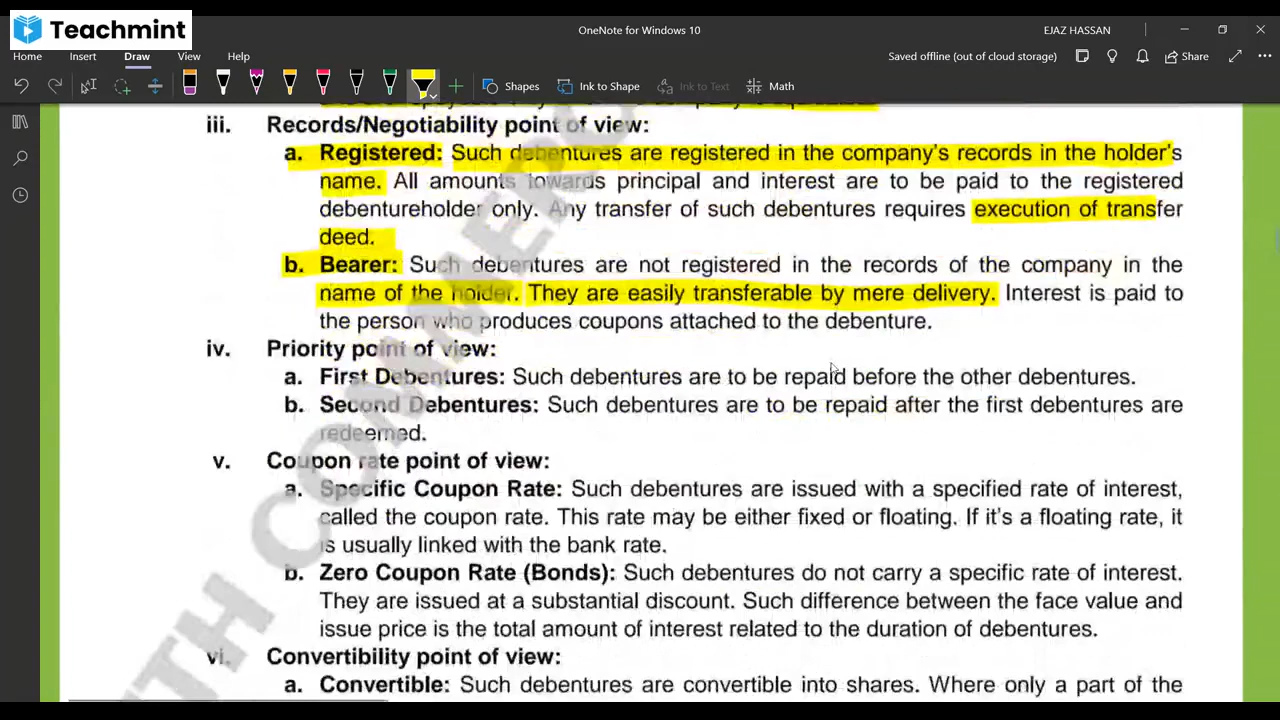 Teachmint
OneNote for Windows 10
EJAZ HASSAN
Home Insert Draw View Help
Saved offline (out of cloud storage)
Share
Shapes
Ink to Shape
Ink to Text
Math
iii. Records/Negotiability point of view:
a. Registered: Such debentures are registered in the company's records in the holder's
name. All amounts towards principal and interest are to be paid to the registered
debentureholder only. Any transfer of such debentures requires execution of transfer
deed.
b. Bearer: Such debentures are not registered in the records of the company in the
name of the holder. They are easily transferable by mere delivery. Interest is paid to
the person who produces coupons attached to the debenture.
iv. Priority point of view:
a. First Debentures: Such debentures are to be repaid before the other debentures.
b. Second Debentures: Such debentures are to be repaid after the first debentures are
redeemed.
v. Coupon rate point of view:
a. Specific Coupon Rate: Such debentures are issued with a specified rate of interest,
called the coupon rate. This rate may be either fixed or floating. If it's a floating rate, it
is usually linked with the bank rate.
b. Zero Coupon Rate (Bonds): Such debentures do not carry a specific rate of interest.
They are issued at a substantial discount. Such difference between the face value and
issue price is the total amount of interest related to the duration of debentures.
vi. Convertibility point of view:
a. Convertible: Such debentures are convertible into shares. Where only a part of the